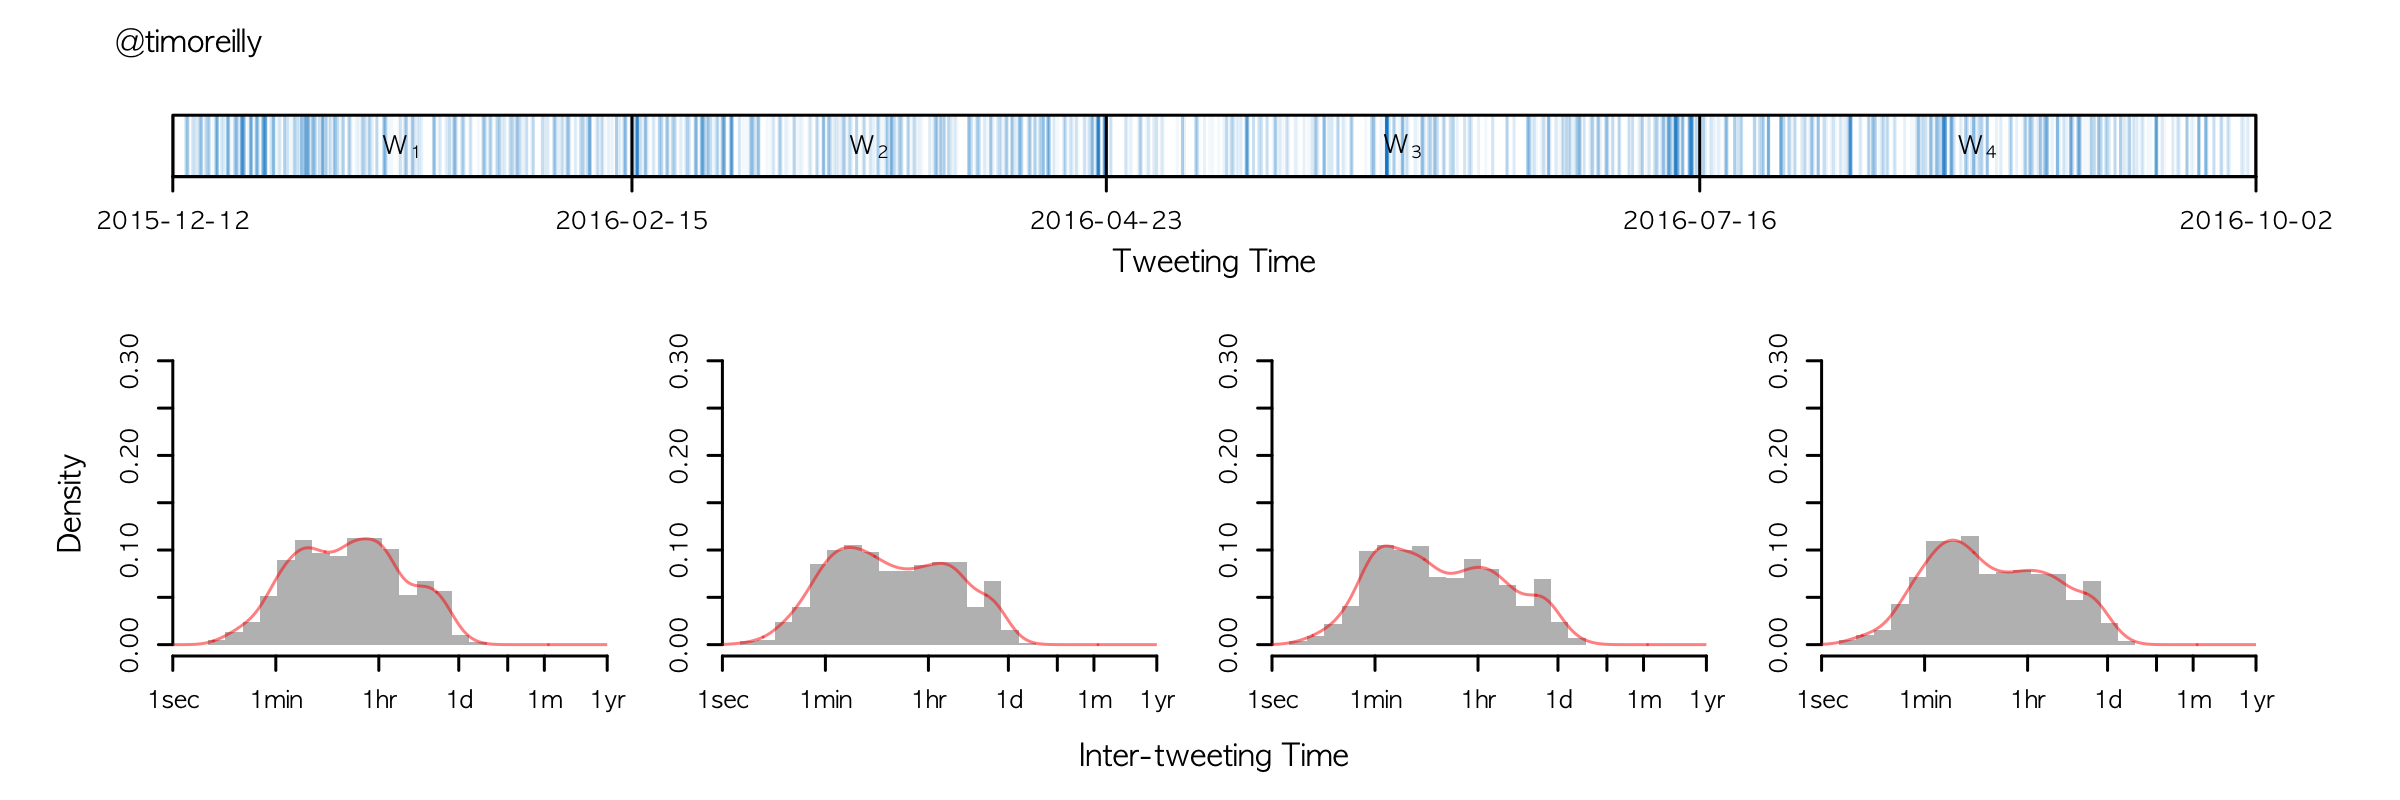 @timoreilly
W1 W2 W3 W4
2015-12-12 2016-02-15 2016-04-23 2016-07-16 2016-10-02
Tweeting Time
Density
0.00 0.10 0.20 0.30 0.00 0.10 0.20 0.30 0.00 0.10 0.20 0.30 0.00 0.10 0.20 0.30
1sec 1min 1hr 1d 1m 1yr 1sec 1min 1hr 1d 1m 1yr 1sec 1min 1hr 1d 1m 1yr 1sec 1min 1hr 1d 1m 1yr
Inter-tweeting Time